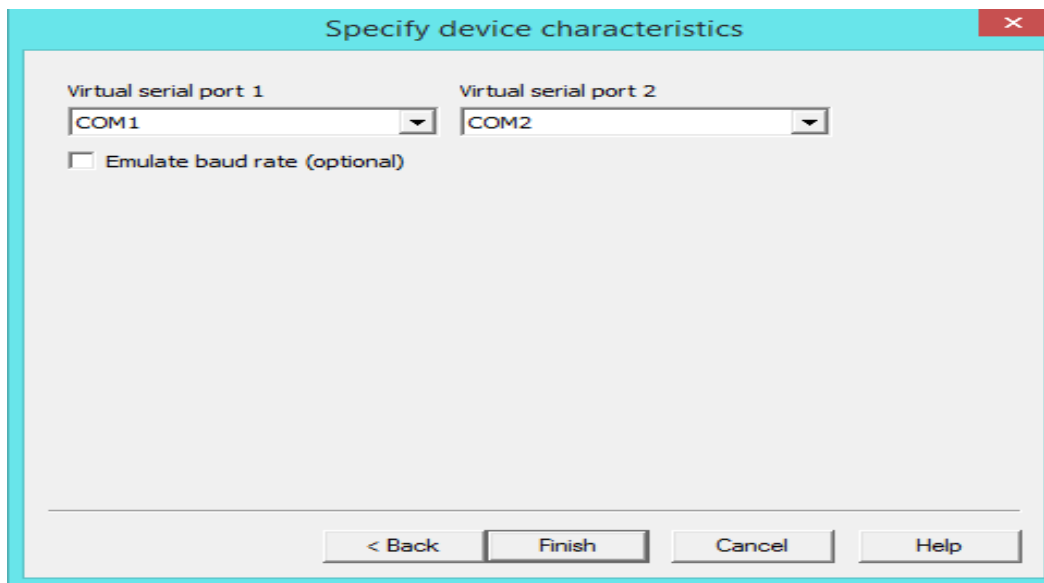 Specify device characteristics
Virtual serial port 1 Virtual serial port 2
COM1 COM2
Emulate baud rate (optional)
< Back Finish Cancel Help